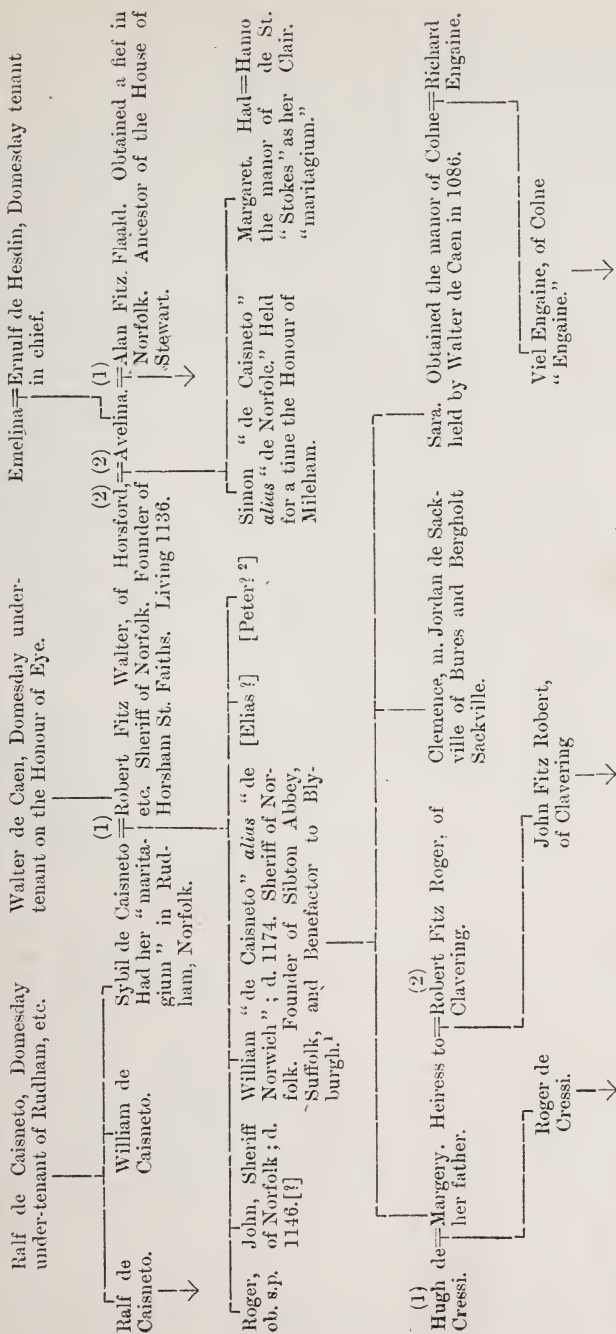 Ralf de Caisneto, Domesday
under-tenant of Rudham, etc.
Walter de Caen, Domesday under-
tenant on the Honour of Eye.
Emelina=Ernulf de Hesdin, Domesday tenant
in chief.
Ralf de
Caisneto.
William de
Caisneto.
(1)
Sybil de Caisneto=Robert Fitz Walter, of Horsford,
Had her "marita-
gium" in Rud-
ham, Norfolk.
etc. Sheriff of Norfolk. Founder of
Horsham St. Faiths. Living 1136.
(2) (2) (1)
=Avelina.=Alan Fitz Flaald. Obtained a fief in
Norfolk. Ancestor of the House of
Stewart.
Roger,
ob. s.p.
John, Sheriff
of Norfolk; d.
1146.[?]
William "de Caisneto" alias "de
Norwich"; d. 1174. Sheriff of Nor-
folk. Founder of Sibton Abbey,
Suffolk, and Benefactor to Bly-
burgh.¹
[Elias?]
[Peter?²]
Simon "de Caisneto"
alias "de Norfolc." Held
for a time the Honour of
Mileham.
Margaret. Had=Hamo
the manor of de St.
"Stokes" as her Clair.
"maritagium."
(1) (2)
Hugh de=Margery. Heiress to=Robert Fitz Roger, of
Cressi. her father. Clavering.
Clemence, m. Jordan de Sack-
ville of Bures and Bergholt
Sackville.
Sara. Obtained the manor of Colne=Richard
held by Walter de Caen in 1086. Engaine.
Roger de
Cressi.
John Fitz Robert,
of Clavering
Viel Engaine, of Colne
"Engaine."